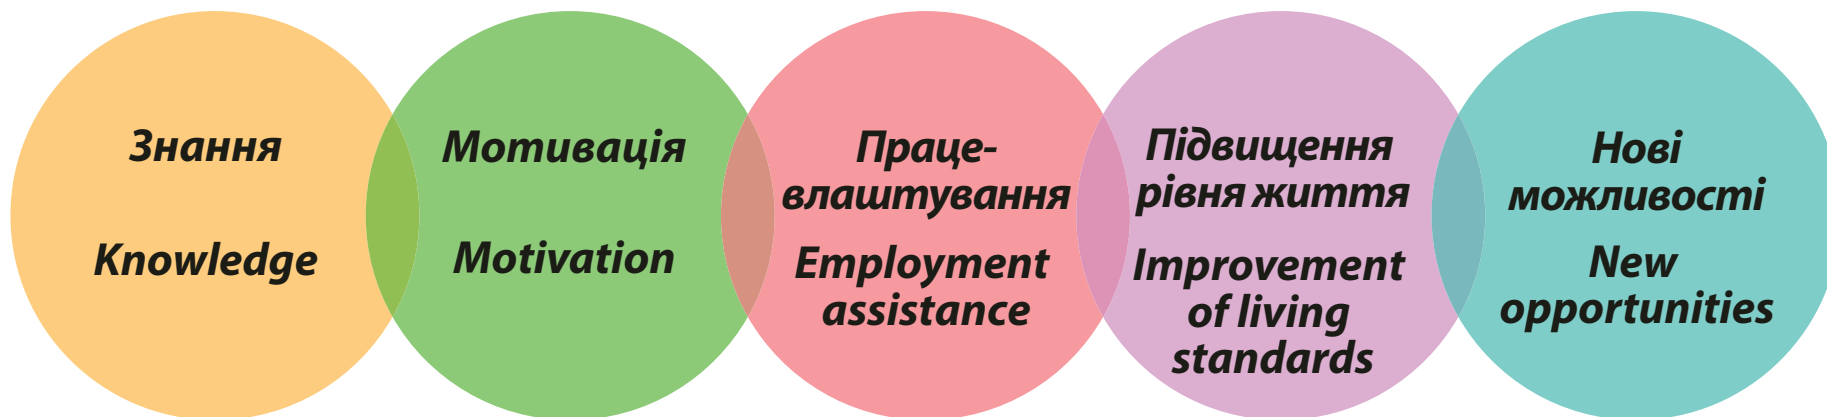 Знання
Knowledge
Мотивація
Motivation
Праце-
влаштування
Employment
assistance
Підвищення
рівня життя
Improvement
of living
standards
Нові
можливості
New
opportunities